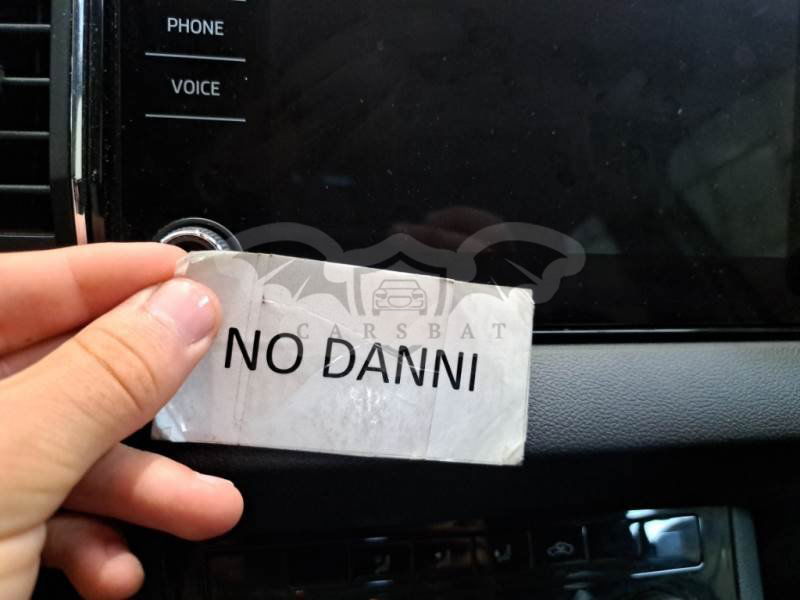 PHONE
VOICE
CARSBAT
NO DANNI